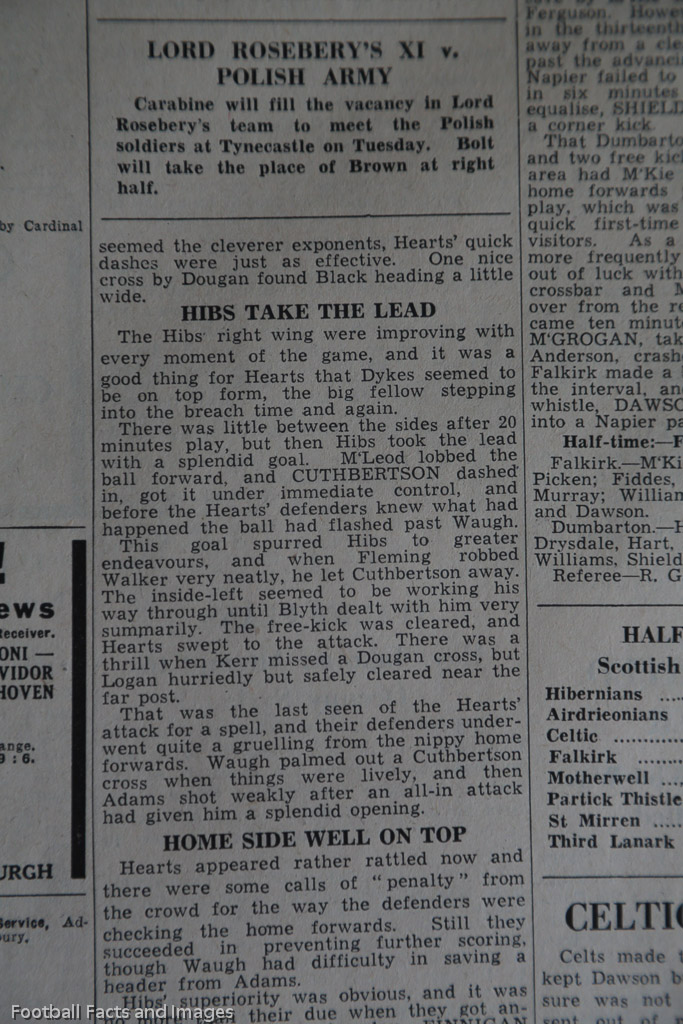 by Cardinal
ews
Receiver.
ONI —
VIDOR
HOVEN
ange.
9 : 6.
URGH
Service, Ad-
bury.
LORD ROSEBERY'S XI v.
POLISH ARMY
Carabine will fill the vacancy in Lord
Rosebery's team to meet the Polish
soldiers at Tynecastle on Tuesday. Bolt
will take the place of Brown at right
half.
seemed the cleverer exponents, Hearts' quick
dashes were just as effective. One nice
cross by Dougan found Black heading a little
wide.
HIBS TAKE THE LEAD
The Hibs' right wing were improving with
every moment of the game, and it was a
good thing for Hearts that Dykes seemed to
be on top form, the big fellow stepping
into the breach time and again.
There was little between the sides after 20
minutes play, but then Hibs took the lead
with a splendid goal. M'Leod lobbed the
ball forward, and CUTHBERTSON dashed
in, got it under immediate control, and
before the Hearts' defenders knew what had
happened the ball had flashed past Waugh.
This goal spurred Hibs to greater
endeavours, and when Fleming robbed
Walker very neatly, he let Cuthbertson away.
The inside-left seemed to be working his
way through until Blyth dealt with him very
summarily. The free-kick was cleared, and
Hearts swept to the attack. There was a
thrill when Kerr missed a Dougan cross, but
Logan hurriedly but safely cleared near the
far post.
That was the last seen of the Hearts'
attack for a spell, and their defenders under-
went quite a gruelling from the nippy home
forwards. Waugh palmed out a Cuthbertson
cross when things were lively, and then
Adams shot weakly after an all-in attack
had given him a splendid opening.
HOME SIDE WELL ON TOP
Hearts appeared rather rattled now and
there were some calls of "penalty" from
the crowd for the way the defenders were
checking the home forwards. Still they
succeeded in preventing further scoring,
though Waugh had difficulty in saving a
header from Adams.
Hibs' superiority was obvious, and it was
no more than their due when they got an-
FINNIGAN
Ferguson. Howe
in the thirteenth
away from a cle
past the advanci
Napier failed to
in six minutes
equalise, SHIELD
a corner kick.
That Dumbarto
and two free kic
area had M'Kie
home forwards
play, which was
quick first-time
visitors. As a
more frequently
out of luck with
crossbar and M
over from the re
came ten minut
M'GROGAN, tak
Anderson, crash
Falkirk made a
the interval, an
whistle, DAWSO
into a Napier pa
Half-time:—F
Falkirk.—M'Ki
Picken; Fiddes,
Murray; William
and Dawson.
Dumbarton.—H
Drysdale, Hart,
Williams, Shield
Referee—R. G
HALF
Scottish
Hibernians ....
Airdrieonians
Celtic ............
Falkirk ........
Motherwell ...
Partick Thistle
St Mirren .....
Third Lanark
CELTIC
Celts made t
kept Dawson b
sure was not
sent out of
Football Facts and Images